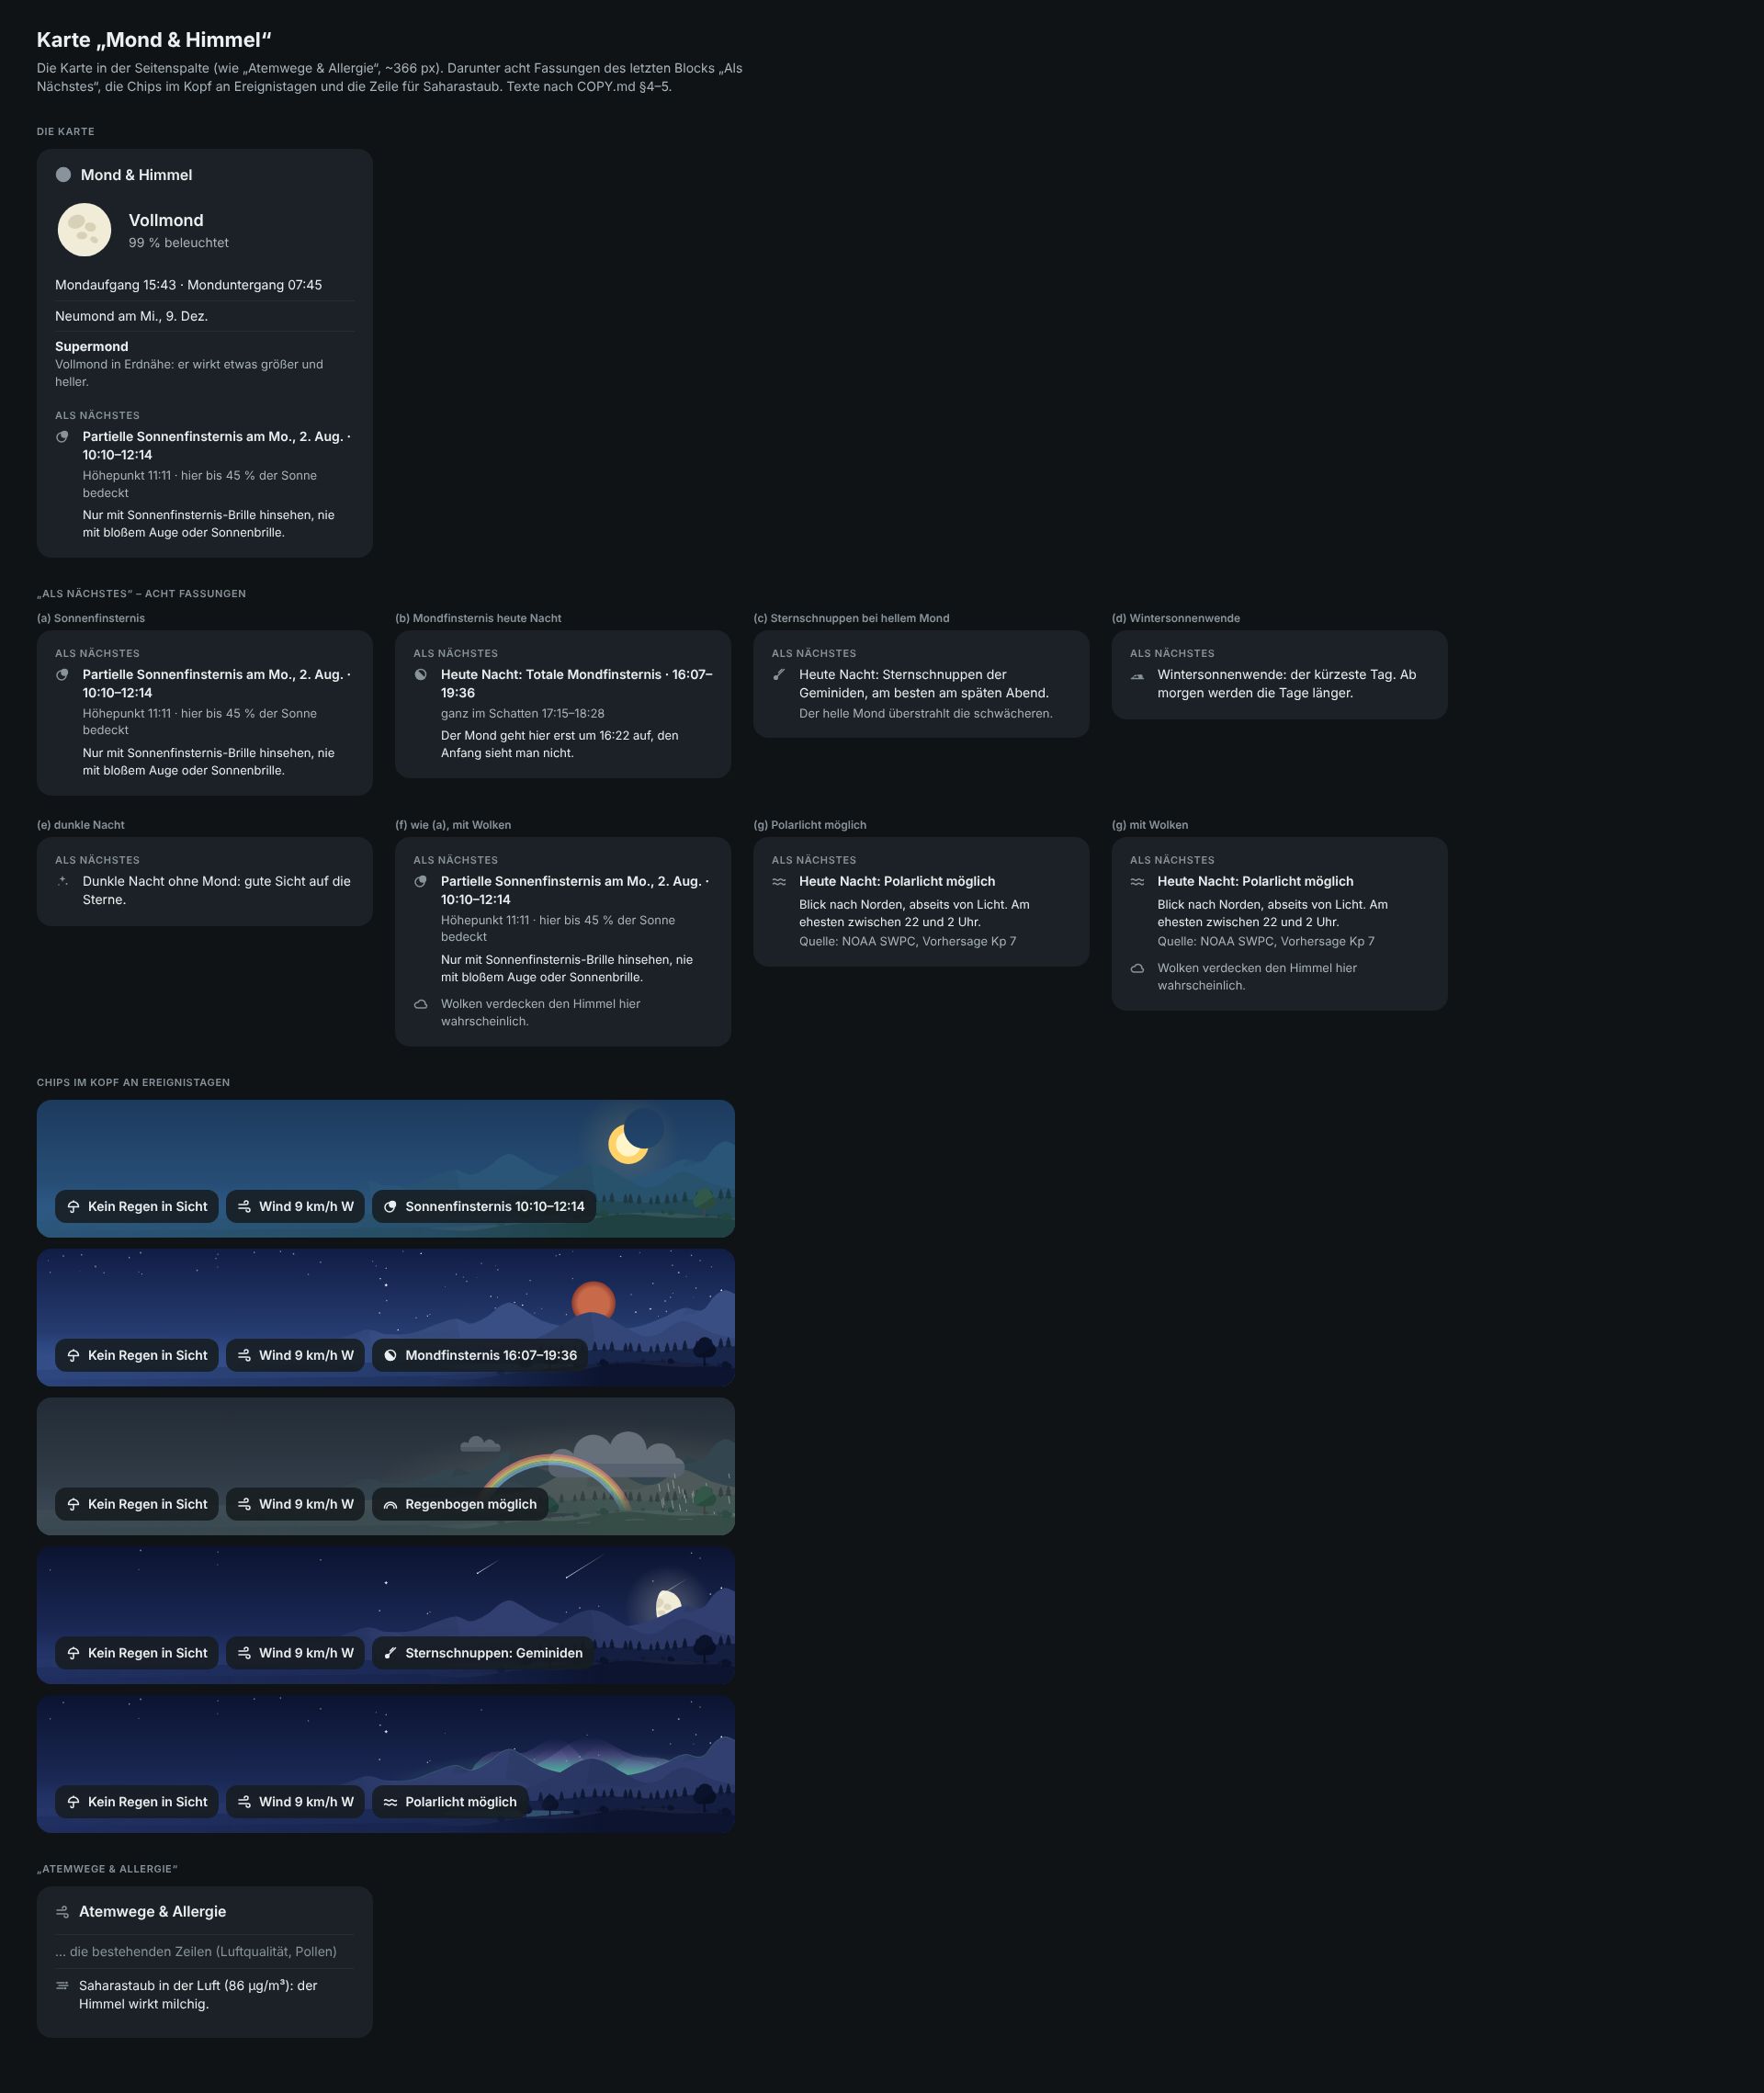 Karte „Mond & Himmel“
Die Karte in der Seitenspalte (wie „Atemwege & Allergie“, ~366 px). Darunter acht Fassungen des letzten Blocks „Als
Nächstes“, die Chips im Kopf an Ereignistagen und die Zeile für Saharastaub. Texte nach COPY.md §4–5.
DIE KARTE
Mond & Himmel
Vollmond
99 % beleuchtet
Mondaufgang 15:43 · Monduntergang 07:45
Neumond am Mi., 9. Dez.
Supermond
Vollmond in Erdnähe: er wirkt etwas größer und
heller.
ALS NÄCHSTES
Partielle Sonnenfinsternis am Mo., 2. Aug. ·
10:10–12:14
Höhepunkt 11:11 · hier bis 45 % der Sonne
bedeckt
Nur mit Sonnenfinsternis-Brille hinsehen, nie
mit bloßem Auge oder Sonnenbrille.
„ALS NÄCHSTES“ – ACHT FASSUNGEN
(a) Sonnenfinsternis
ALS NÄCHSTES
Partielle Sonnenfinsternis am Mo., 2. Aug. ·
10:10–12:14
Höhepunkt 11:11 · hier bis 45 % der Sonne
bedeckt
Nur mit Sonnenfinsternis-Brille hinsehen, nie
mit bloßem Auge oder Sonnenbrille.
(b) Mondfinsternis heute Nacht
ALS NÄCHSTES
Heute Nacht: Totale Mondfinsternis · 16:07–
19:36
ganz im Schatten 17:15–18:28
Der Mond geht hier erst um 16:22 auf, den
Anfang sieht man nicht.
(c) Sternschnuppen bei hellem Mond
ALS NÄCHSTES
Heute Nacht: Sternschnuppen der
Geminiden, am besten am späten Abend.
Der helle Mond überstrahlt die schwächeren.
(d) Wintersonnenwende
ALS NÄCHSTES
Wintersonnenwende: der kürzeste Tag. Ab
morgen werden die Tage länger.
(e) dunkle Nacht
ALS NÄCHSTES
Dunkle Nacht ohne Mond: gute Sicht auf die
Sterne.
(f) wie (a), mit Wolken
ALS NÄCHSTES
Partielle Sonnenfinsternis am Mo., 2. Aug. ·
10:10–12:14
Höhepunkt 11:11 · hier bis 45 % der Sonne
bedeckt
Nur mit Sonnenfinsternis-Brille hinsehen, nie
mit bloßem Auge oder Sonnenbrille.
Wolken verdecken den Himmel hier
wahrscheinlich.
(g) Polarlicht möglich
ALS NÄCHSTES
Heute Nacht: Polarlicht möglich
Blick nach Norden, abseits von Licht. Am
ehesten zwischen 22 und 2 Uhr.
Quelle: NOAA SWPC, Vorhersage Kp 7
(g) mit Wolken
ALS NÄCHSTES
Heute Nacht: Polarlicht möglich
Blick nach Norden, abseits von Licht. Am
ehesten zwischen 22 und 2 Uhr.
Quelle: NOAA SWPC, Vorhersage Kp 7
Wolken verdecken den Himmel hier
wahrscheinlich.
CHIPS IM KOPF AN EREIGNISTAGEN
Kein Regen in Sicht
Wind 9 km/h W
Sonnenfinsternis 10:10–12:14
Kein Regen in Sicht
Wind 9 km/h W
Mondfinsternis 16:07–19:36
Kein Regen in Sicht
Wind 9 km/h W
Regenbogen möglich
Kein Regen in Sicht
Wind 9 km/h W
Sternschnuppen: Geminiden
Kein Regen in Sicht
Wind 9 km/h W
Polarlicht möglich
„ATEMWEGE & ALLERGIE“
Atemwege & Allergie
… die bestehenden Zeilen (Luftqualität, Pollen)
Saharastaub in der Luft (86 µg/m³): der
Himmel wirkt milchig.